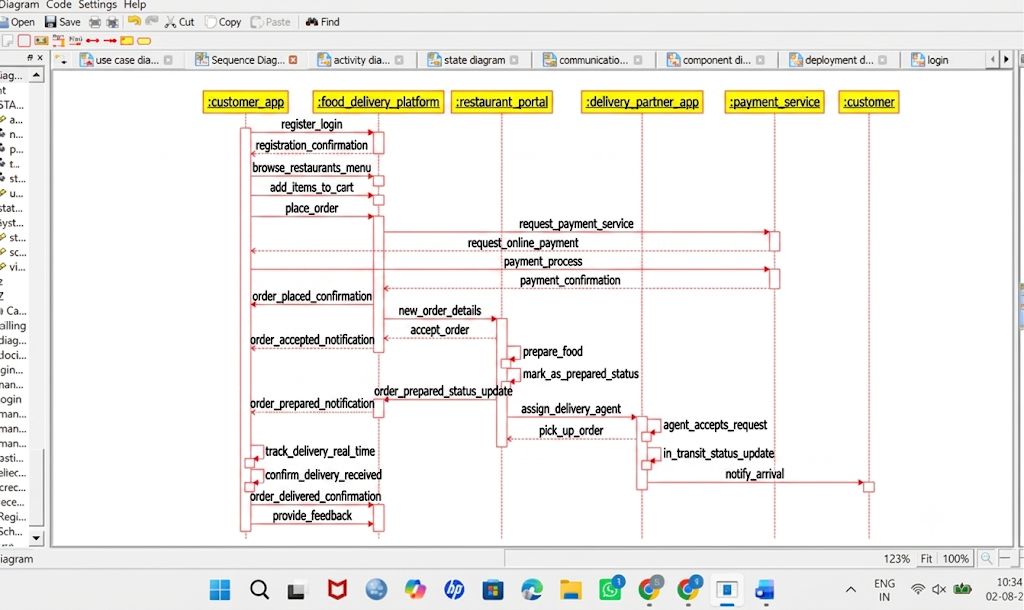 Diagram Code Settings Help
Open Save Cut Copy Paste Find
use case dia... Sequence Diag... activity dia... state diagram communicatio... component di... deployment d... login
:customer_app :food_delivery_platform :restaurant_portal :delivery_partner_app :payment_service :customer
register_login
registration_confirmation
browse_restaurants_menu
add_items_to_cart
place_order
request_payment_service
request_online_payment
payment_process
payment_confirmation
order_placed_confirmation
new_order_details
accept_order
order_accepted_notification
prepare_food
mark_as_prepared_status
order_prepared_status_update
order_prepared_notification
assign_delivery_agent
agent_accepts_request
pick_up_order
track_delivery_real_time
in_transit_status_update
confirm_delivery_received
notify_arrival
order_delivered_confirmation
provide_feedback
iagram
123% Fit 100%
ENG
IN
10:34
02-08-2